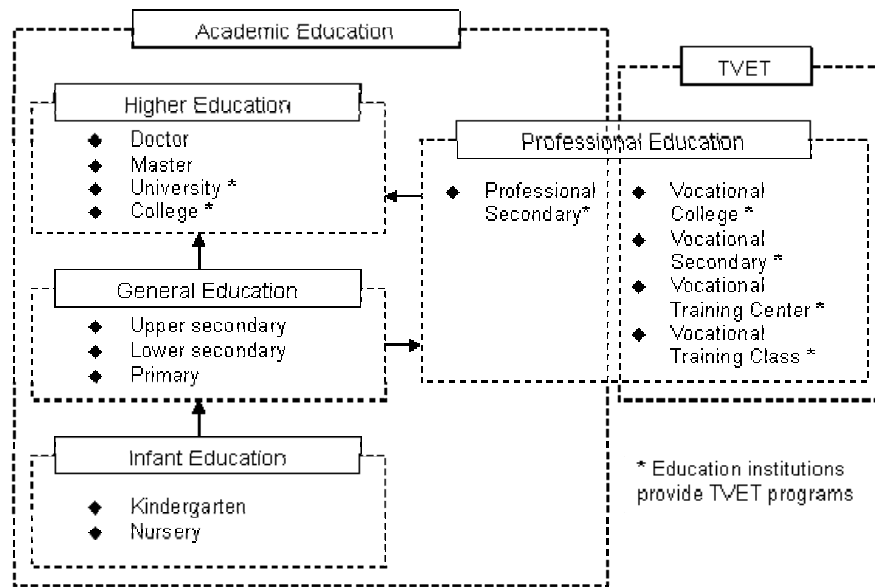 Academic Education
TVET
Higher Education
◆ Doctor
◆ Master
◆ University *
◆ College *
Professional Education
◆ Professional
Secondary*
◆ Vocational
College *
◆ Vocational
Secondary *
◆ Vocational
Training Center *
◆ Vocational
Training Class *
General Education
◆ Upper secondary
◆ Lower secondary
◆ Primary
Infant Education
◆ Kindergarten
◆ Nursery
* Education institutions
provide TVET programs